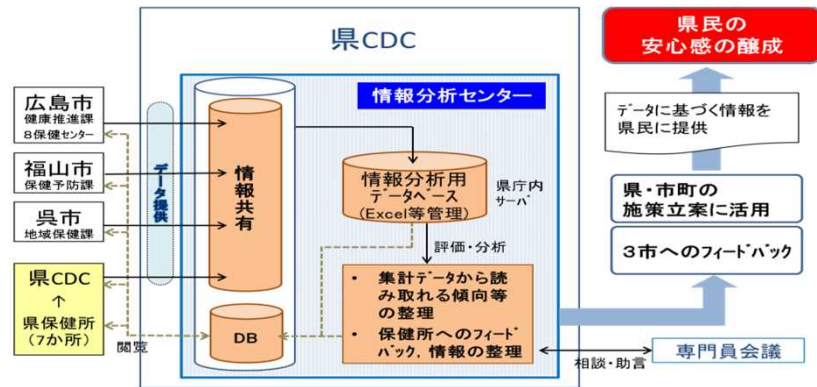 県CDC
情報分析センター
広島市
健康推進課
8保健センター
福山市
保健予防課
呉市
地域保健課
県CDC
↑
県保健所
(7か所)
閲覧
データ提供
情報共有
DB
情報分析用
データベース
(Excel等管理)
県庁内
サーバ
評価・分析
• 集計データから読
み取れる傾向等
の整理
• 保健所へのフィード
バック,情報の整理
相談・助言
専門員会議
県民の
安心感の醸成
データに基づく情報を
県民に提供
県・市町の
施策立案に活用
3市へのフィードバック